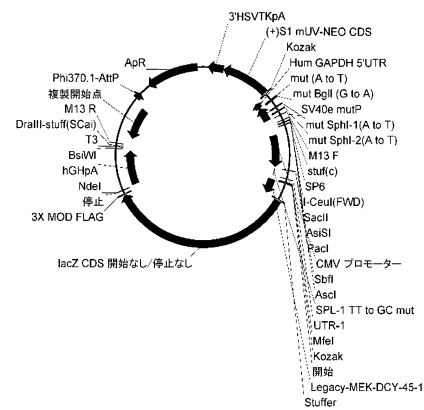 3'HSVTKpA
(+)S1 mUV-NEO CDS
Kozak
Hum GAPDH 5'UTR
mut (A to T)
mut BglI (G to A)
SV40e mutP
mut SphI-1(A to T)
mut SphI-2(A to T)
M13 F
stuf(c)
SP6
I-CeuI(FWD)
SacII
AsiSI
PacI
CMV プロモーター
SbfI
AscI
SPL-1 TT to GC mut
UTR-1
MfeI
Kozak
開始
Legacy-MEK-DCY-45-1
Stuffer
lacZ CDS 開始なし/停止なし
3X MOD FLAG
停止
NdeI
hGHpA
BsiWI
T3
DraIII-stuff(SCai)
M13 R
複製開始点
Phi370.1-AttP
ApR